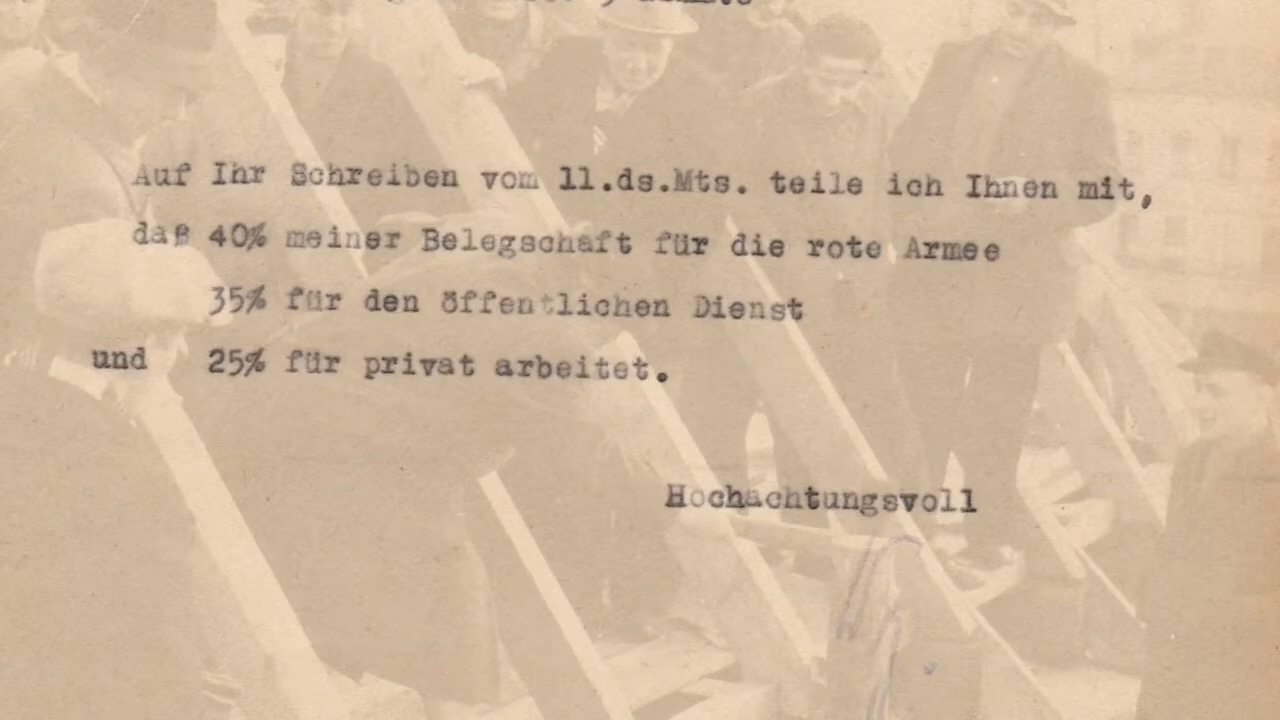 Auf Ihr Schreiben vom 11.ds.Mts. teile ich Ihnen mit,
daß 40% meiner Belegschaft für die rote Armee
35% für den öffentlichen Dienst
und 25% für privat arbeitet.
Hochachtungsvoll